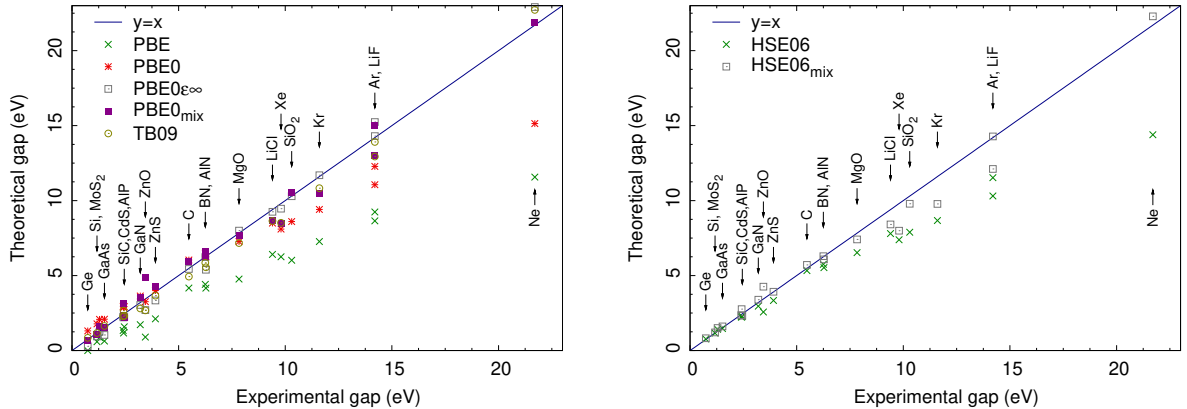 Theoretical gap (eV)
20
15
10
5
0
y=x
PBE
PBE0
PBE0ε∞
PBE0mix
TB09
Ge
Si, MoS2
GaAs
SiC,CdS,AlP
GaN
ZnO
ZnS
C
BN, AlN
MgO
LiCl
Xe
SiO2
Kr
Ar, LiF
Ne
0
5
10
15
20
Experimental gap (eV)
Theoretical gap (eV)
20
15
10
5
0
y=x
HSE06
HSE06mix
Ge
Si, MoS2
GaAs
SiC,CdS,AlP
GaN
ZnO
ZnS
C
BN, AlN
MgO
LiCl
Xe
SiO2
Kr
Ar, LiF
Ne
0
5
10
15
20
Experimental gap (eV)